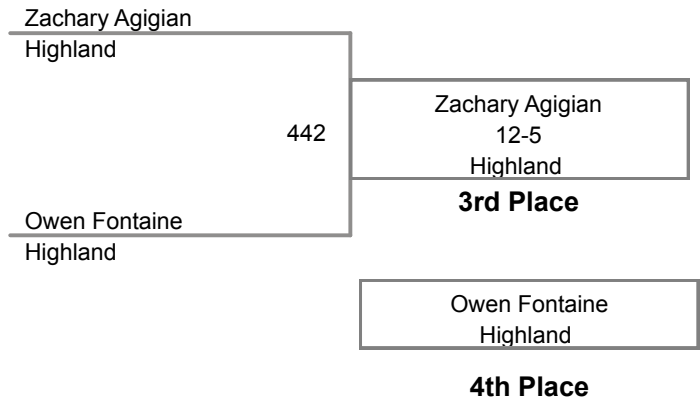 Zachary Agigian
Highland
442
Zachary Agigian
12-5
Highland
3rd Place
Owen Fontaine
Highland
Owen Fontaine
Highland
4th Place